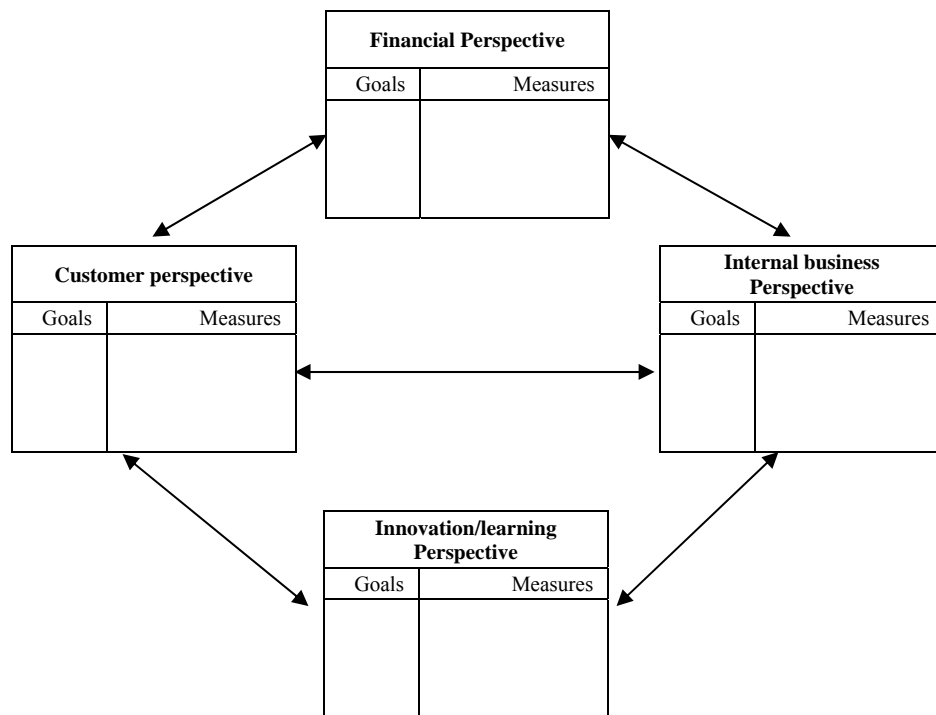 Financial Perspective
Goals Measures
Customer perspective
Goals Measures
Internal business
Perspective
Goals Measures
Innovation/learning
Perspective
Goals Measures